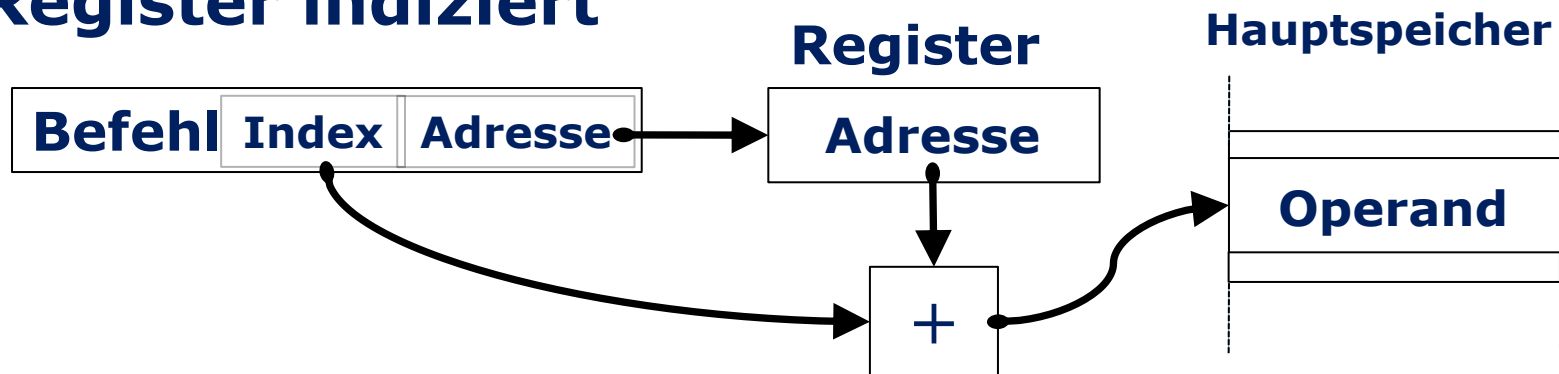 Register indiziert
Register
Hauptspeicher
Befehl Index Adresse
Adresse
Operand
+